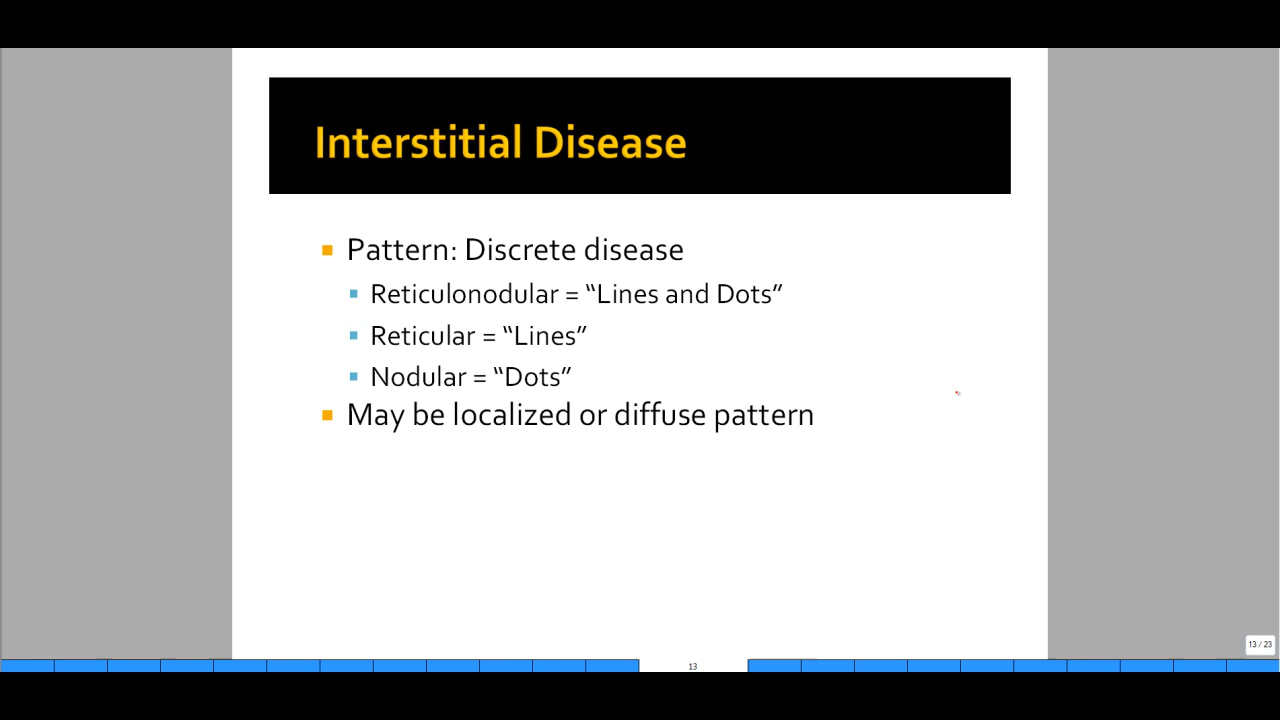 Interstitial Disease
Pattern: Discrete disease
Reticulonodular = “Lines and Dots”
Reticular = “Lines”
Nodular = “Dots”
May be localized or diffuse pattern
13 / 23
13